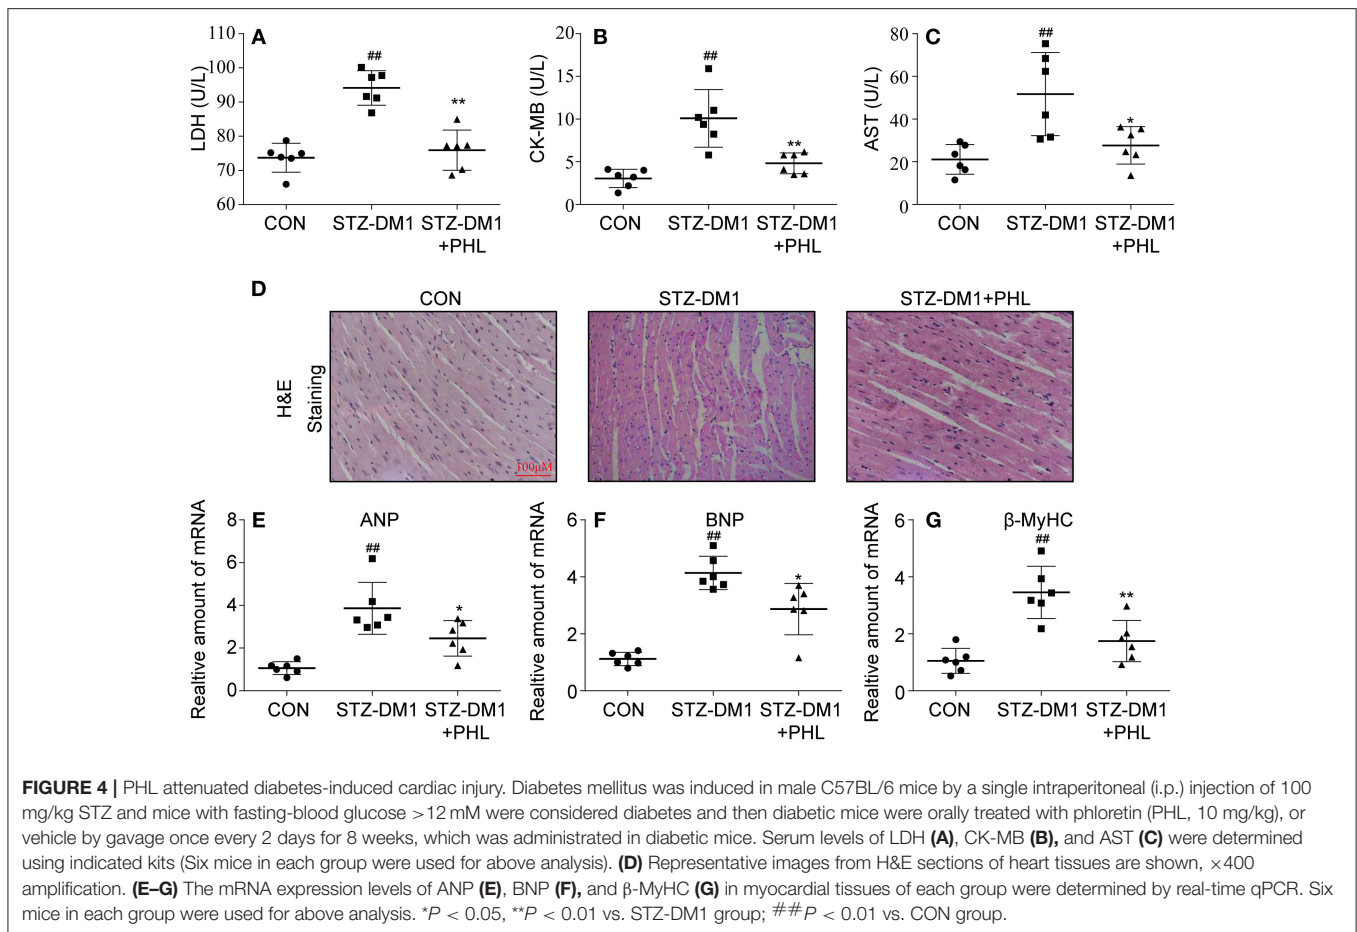 A
LDH (U/L)
110
100
90
80
70
60
##
**
CON
STZ-DM1
STZ-DM1
+PHL
B
CK-MB (U/L)
20
15
10
5
0
##
**
CON
STZ-DM1
STZ-DM1
+PHL
C
AST (U/L)
80
60
40
20
0
##
*
CON
STZ-DM1
STZ-DM1
+PHL
D
CON
STZ-DM1
STZ-DM1+PHL
H&E
Staining
100μM
E
ANP
Realtive amount of mRNA
8
6
4
2
0
##
*
CON
STZ-DM1
STZ-DM1
+PHL
F
BNP
Realtive amount of mRNA
6
4
2
0
##
*
CON
STZ-DM1
STZ-DM1
+PHL
G
β-MyHC
Realtive amount of mRNA
6
4
2
0
##
**
CON
STZ-DM1
STZ-DM1
+PHL
FIGURE 4 | PHL attenuated diabetes-induced cardiac injury. Diabetes mellitus was induced in male C57BL/6 mice by a single intraperitoneal (i.p.) injection of 100
mg/kg STZ and mice with fasting-blood glucose >12 mM were considered diabetes and then diabetic mice were orally treated with phloretin (PHL, 10 mg/kg), or
vehicle by gavage once every 2 days for 8 weeks, which was administrated in diabetic mice. Serum levels of LDH (A), CK-MB (B), and AST (C) were determined
using indicated kits (Six mice in each group were used for above analysis). (D) Representative images from H&E sections of heart tissues are shown, ×400
amplification. (E–G) The mRNA expression levels of ANP (E), BNP (F), and β-MyHC (G) in myocardial tissues of each group were determined by real-time qPCR. Six
mice in each group were used for above analysis. *P < 0.05, **P < 0.01 vs. STZ-DM1 group; ##P < 0.01 vs. CON group.